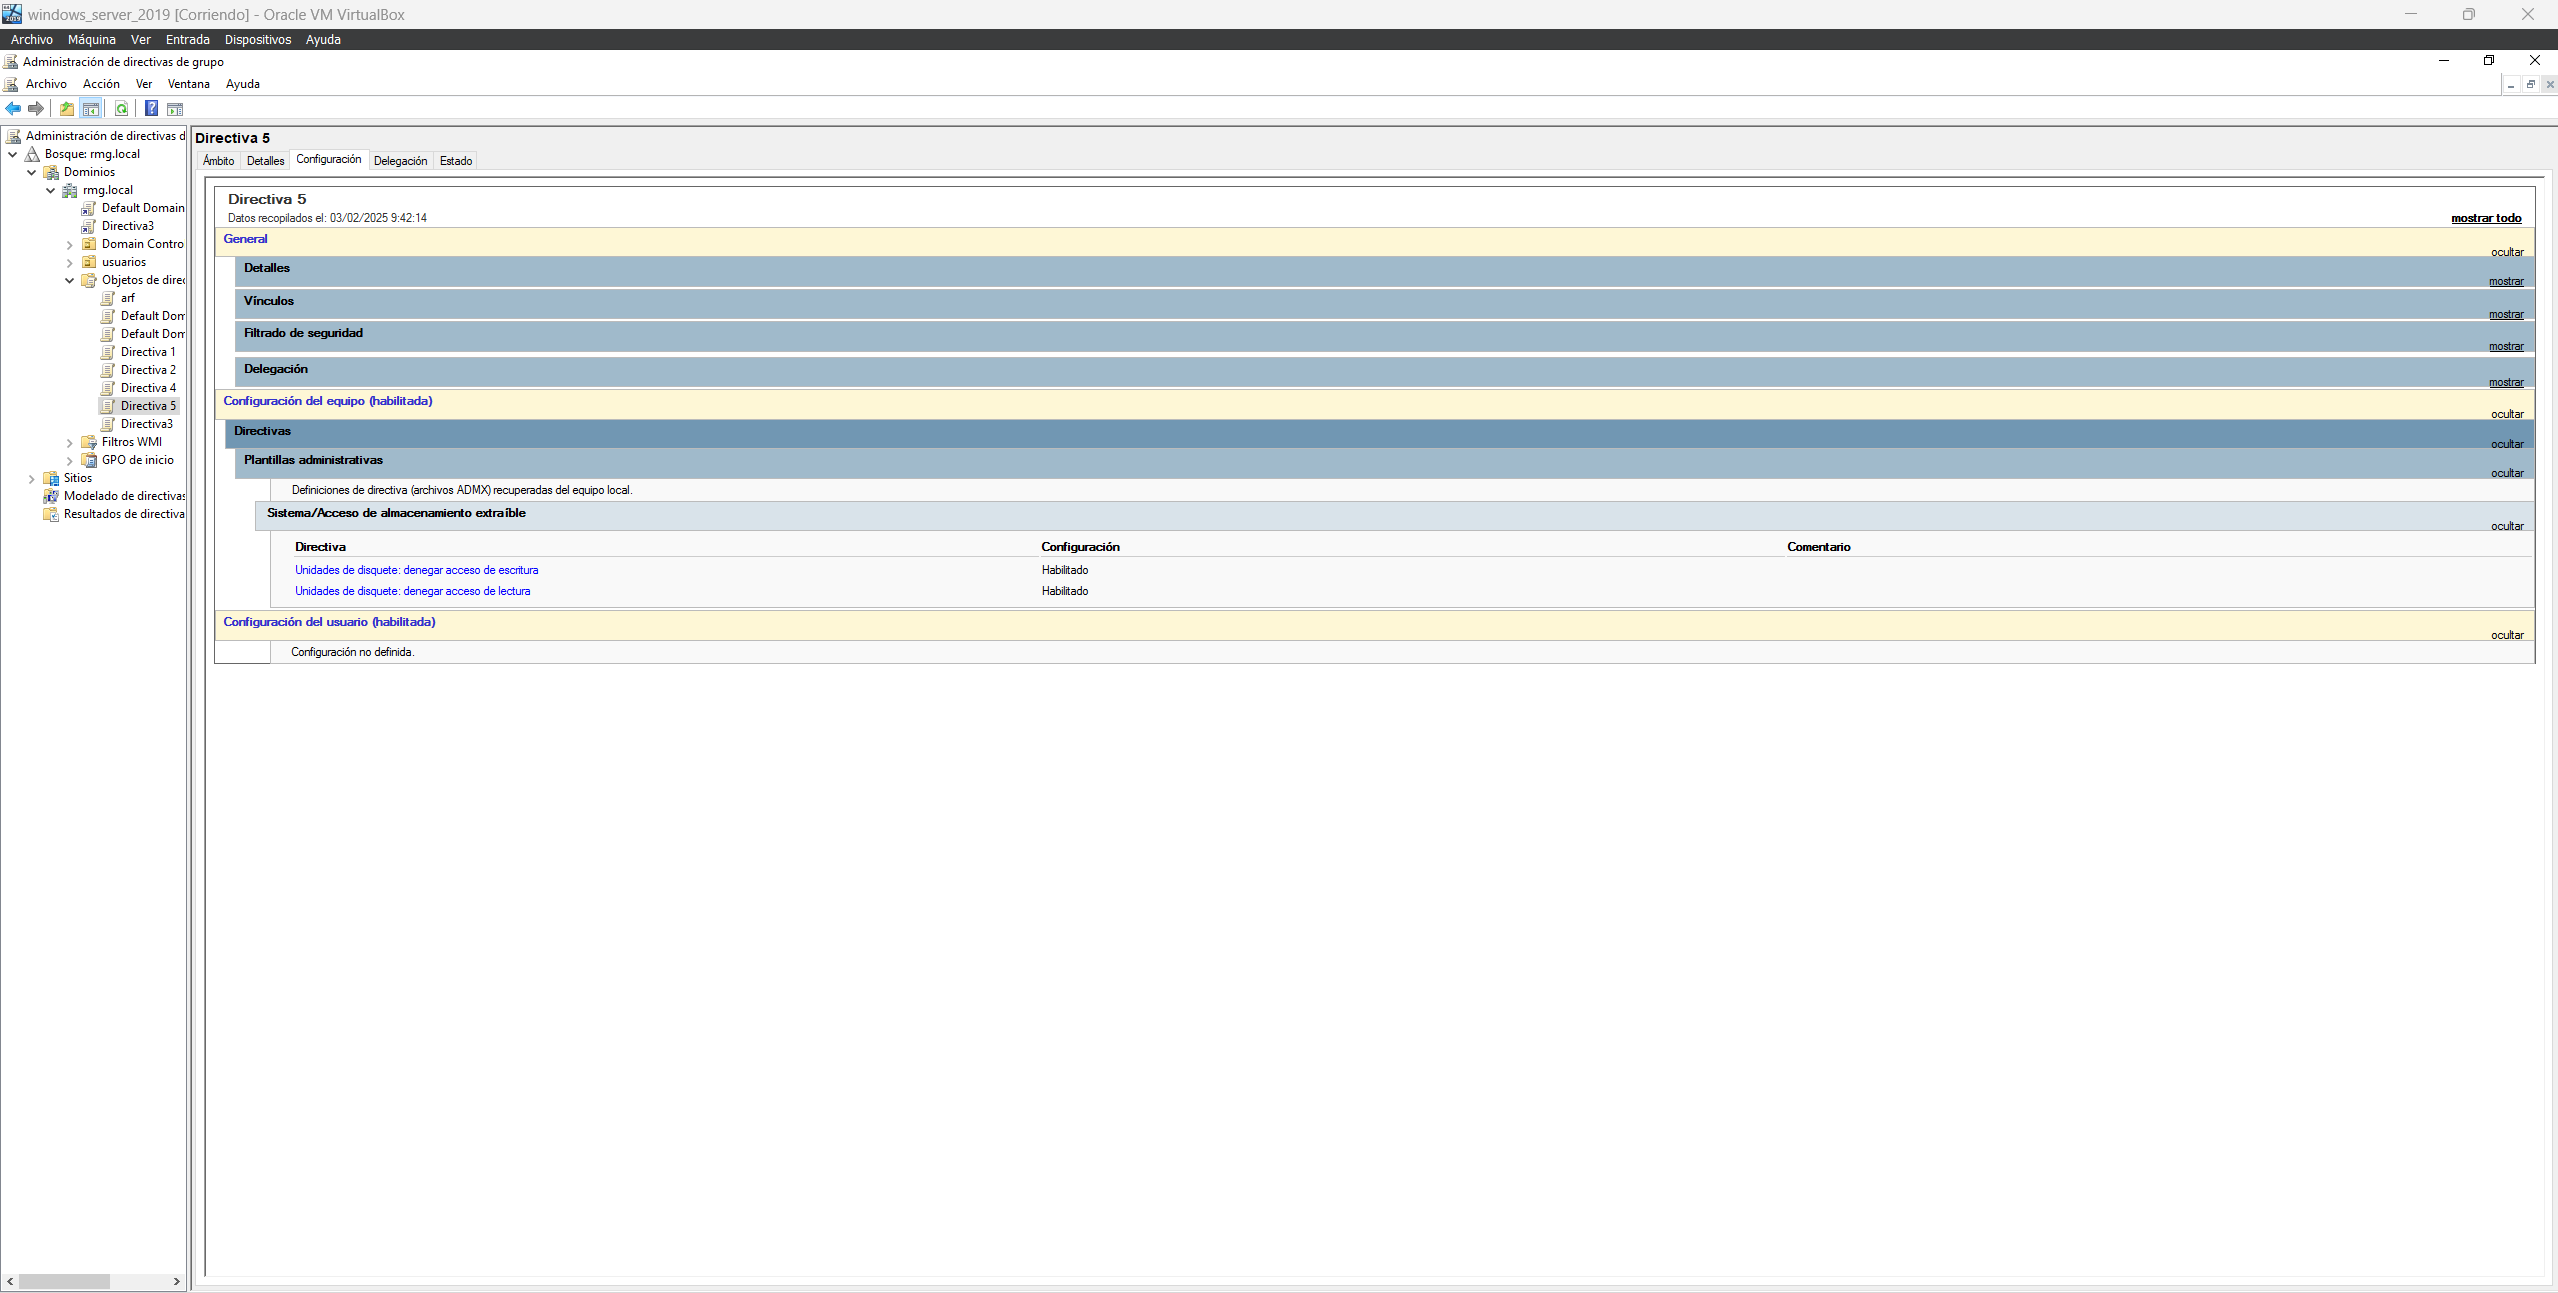 windows_server_2019 [Corriendo] - Oracle VM VirtualBox
Archivo Máquina Ver Entrada Dispositivos Ayuda
Administración de directivas de grupo
Archivo Acción Ver Ventana Ayuda
Administración de directivas d
Bosque: rmg.local
Dominios
rmg.local
Default Domain
Directiva3
Domain Contro
usuarios
Objetos de direc
arf
Default Dom
Default Dom
Directiva 1
Directiva 2
Directiva 4
Directiva 5
Directiva3
Filtros WMI
GPO de inicio
Sitios
Modelado de directivas
Resultados de directiva
Directiva 5
Ámbito Detalles Configuración Delegación Estado
Directiva 5
Datos recopilados el: 03/02/2025 9:42:14
mostrar todo
General
ocultar
Detalles
mostrar
Vínculos
mostrar
Filtrado de seguridad
mostrar
Delegación
mostrar
Configuración del equipo (habilitada)
ocultar
Directivas
ocultar
Plantillas administrativas
ocultar
Definiciones de directiva (archivos ADMX) recuperadas del equipo local.
Sistema/Acceso de almacenamiento extraíble
ocultar
Directiva Configuración Comentario
Unidades de disquete: denegar acceso de escritura Habilitado
Unidades de disquete: denegar acceso de lectura Habilitado
Configuración del usuario (habilitada)
ocultar
Configuración no definida.